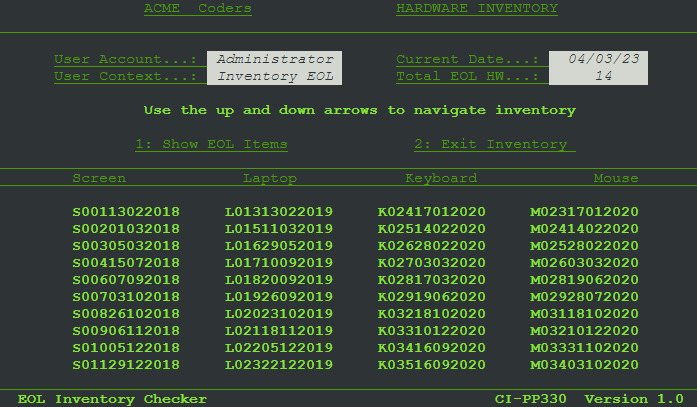 ACME  Coders HARDWARE INVENTORY
User Account...: Administrator Current Date...: 04/03/23
User Context...: Inventory EOL Total EOL HW...: 14
Use the up and down arrows to navigate inventory
1: Show EOL Items 2: Exit Inventory
Screen Laptop Keyboard Mouse
S00113022018 L01313022019 K02417012020 M02317012020
S00201032018 L01511032019 K02514022020 M02414022020
S00305032018 L01629052019 K02628022020 M02528022020
S00415072018 L01710092019 K02703032020 M02603032020
S00607092018 L01820092019 K02817032020 M02819062020
S00703102018 L01926092019 K02919062020 M02928072020
S00826102018 L02023102019 K03218102020 M03118102020
S00906112018 L02118112019 K03310122020 M03210122020
S01005122018 L02205122019 K03416092020 M03331102020
S01129122018 L02322122019 K03516092020 M03403102020
EOL Inventory Checker CI-PP330  Version 1.0